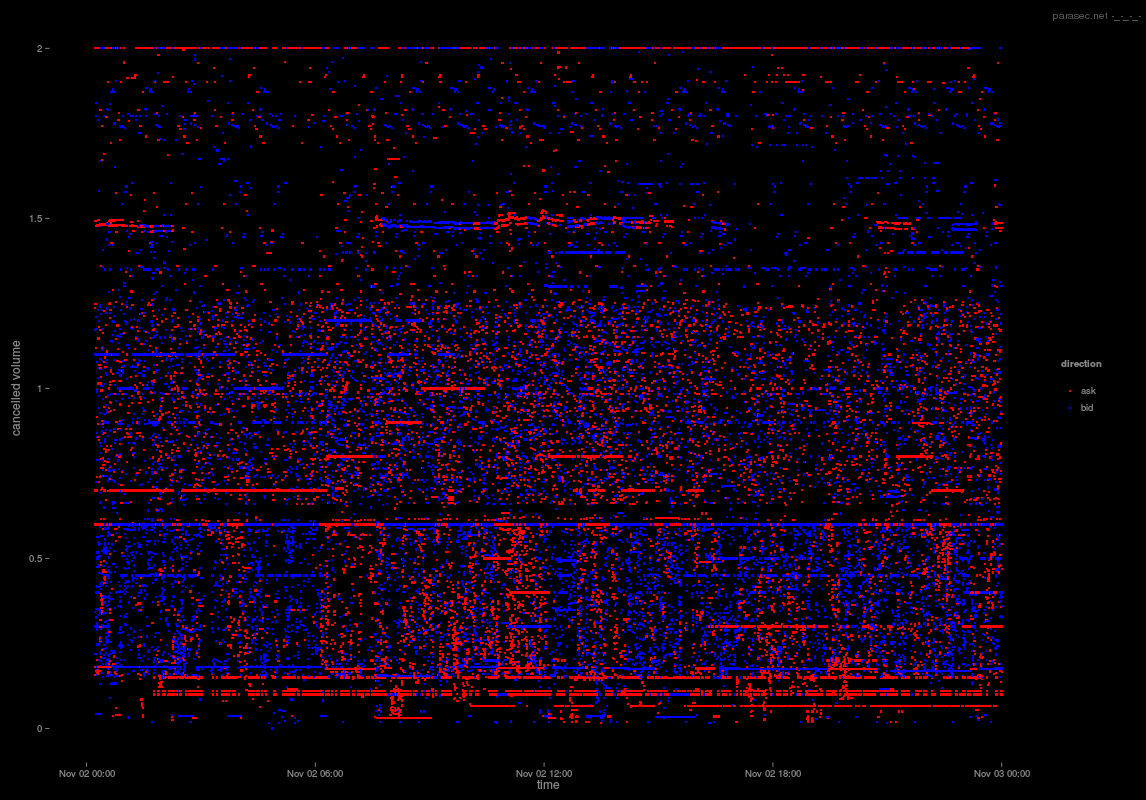 parasec.net -_-_-_-
2
1.5
1
0.5
0
cancelled volume
Nov 02 00:00
Nov 02 06:00
Nov 02 12:00
Nov 02 18:00
Nov 03 00:00
time
direction
ask
bid